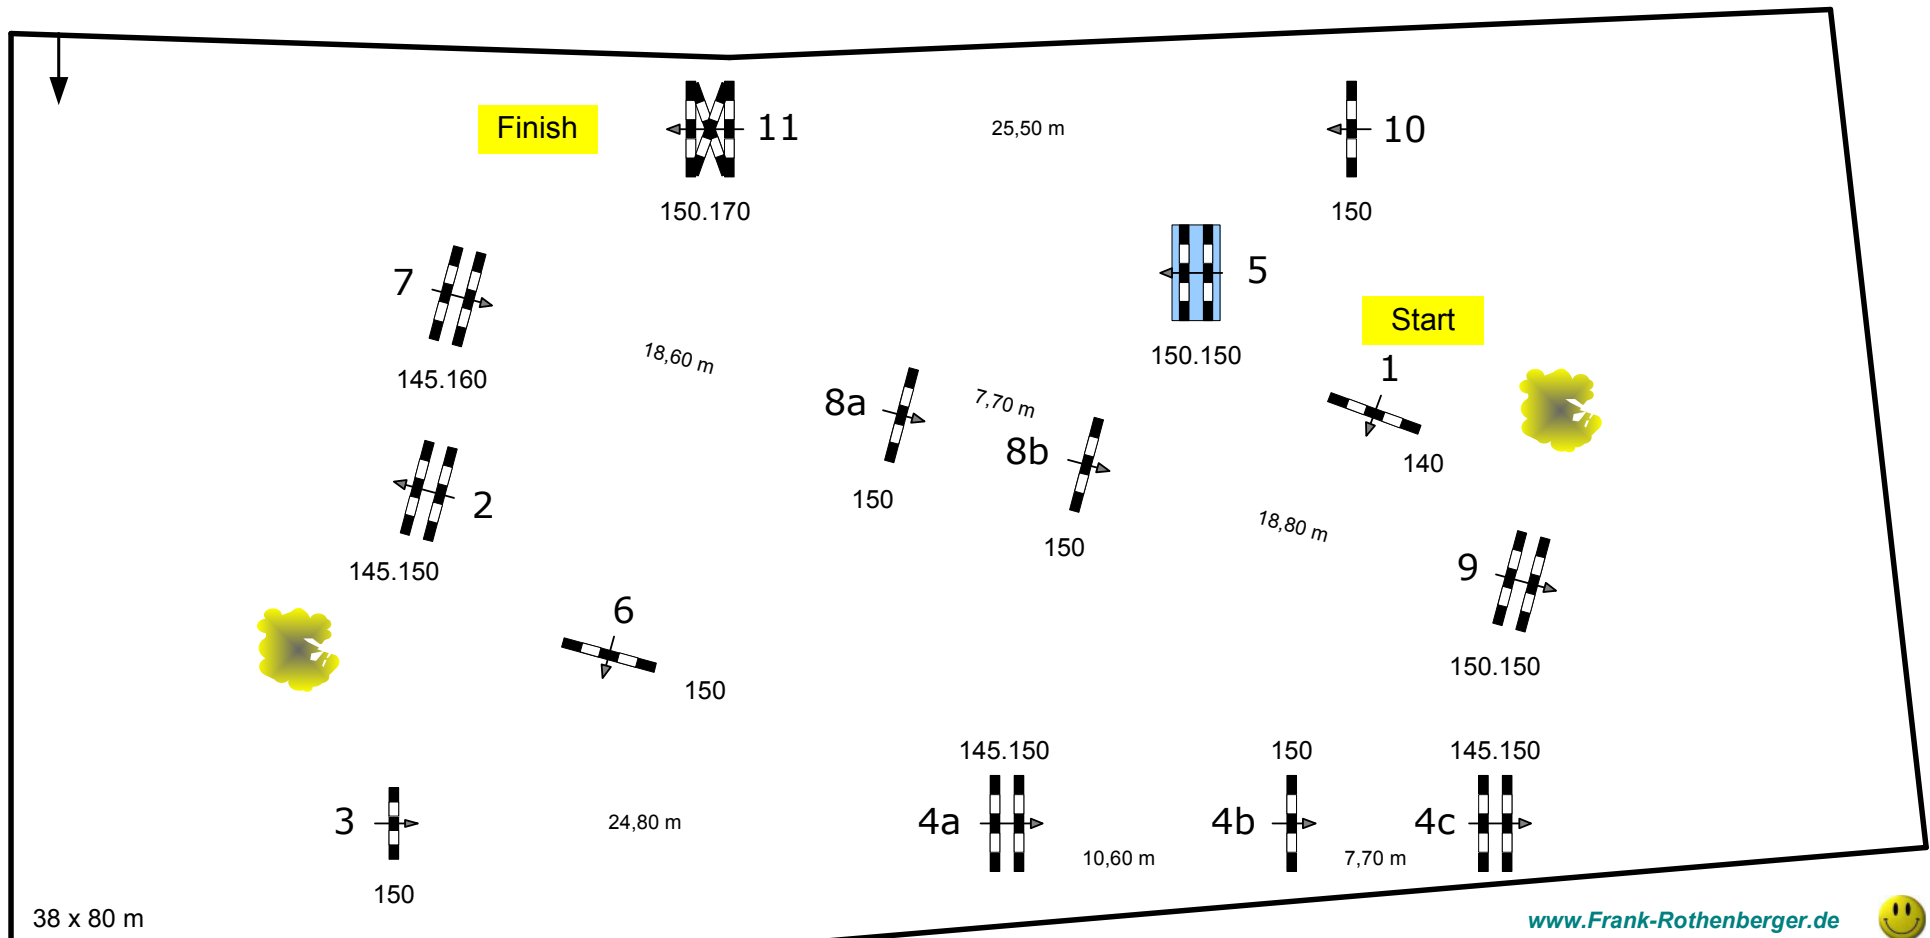 Finish
11
25,50 m
10
150.170
150
7
5
145.160
18,60 m
150.150
Start
1
8a
7,70 m
8b
140
2
150
150
18,80 m
145.150
9
6
150
150.150
145.150
150
145.150
3
24,80 m
4a
4b
4c
10,60 m
7,70 m
150
38 x 80 m
www.Frank-Rothenberger.de